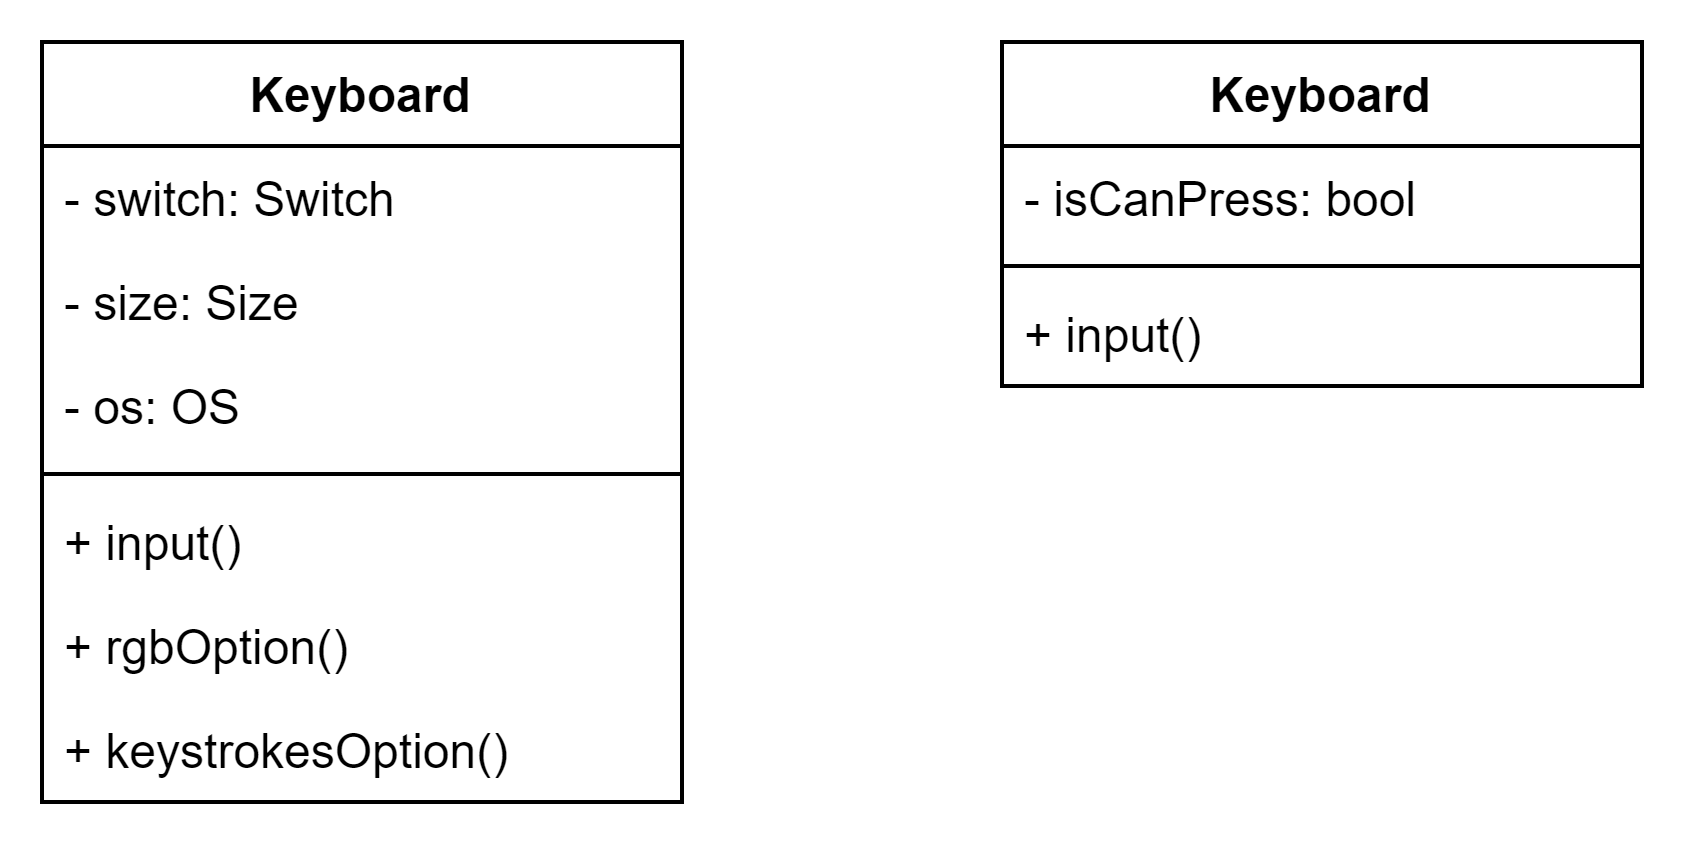 Keyboard
- switch: Switch
- size: Size
- os: OS
+ input()
+ rgbOption()
+ keystrokesOption()
Keyboard
- isCanPress: bool
+ input()